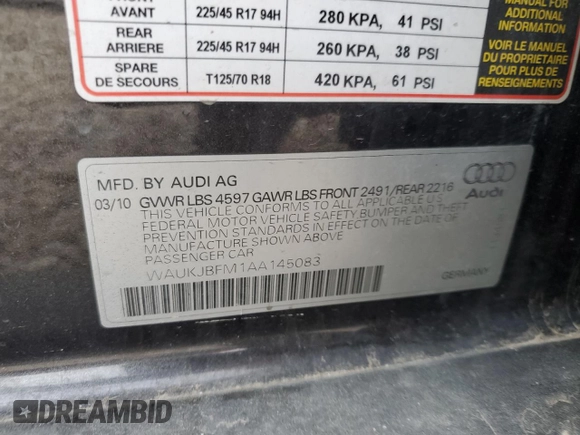 AVANT 225/45 R17 94H 280 KPA, 41 PSI
REAR
ARRIERE 225/45 R17 94H 260 KPA, 38 PSI
SPARE
DE SECOURS T125/70 R18 420 KPA, 61 PSI
MANUAL FOR
ADDITIONAL
INFORMATION
VOIR LE MANUEL
DU PROPRIETAIRE
POUR PLUS DE
RENSEIGNEMENTS
MFD. BY AUDI AG
03/10 GVWR LBS 4597 GAWR LBS FRONT 2491/REAR 2216
THIS VEHICLE CONFORMS TO ALL APPLICABLE U.S.
FEDERAL MOTOR VEHICLE SAFETY, BUMPER AND THEFT
PREVENTION STANDARDS IN EFFECT ON THE DATE OF
MANUFACTURE SHOWN ABOVE.
PASSENGER CAR
WAUKJBFM1AA145083
Audi
GERMANY
DREAMBID